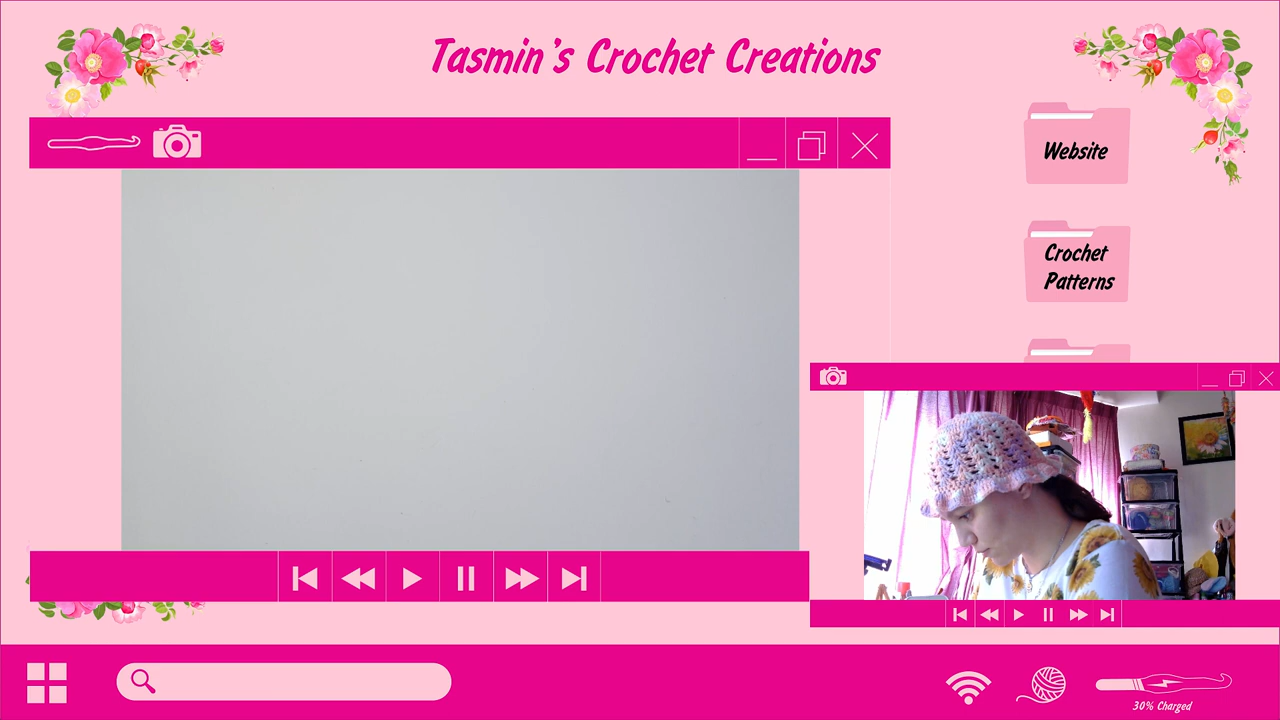 Tasmin's Crochet Creations
Website
Crochet
Patterns
30% Charged